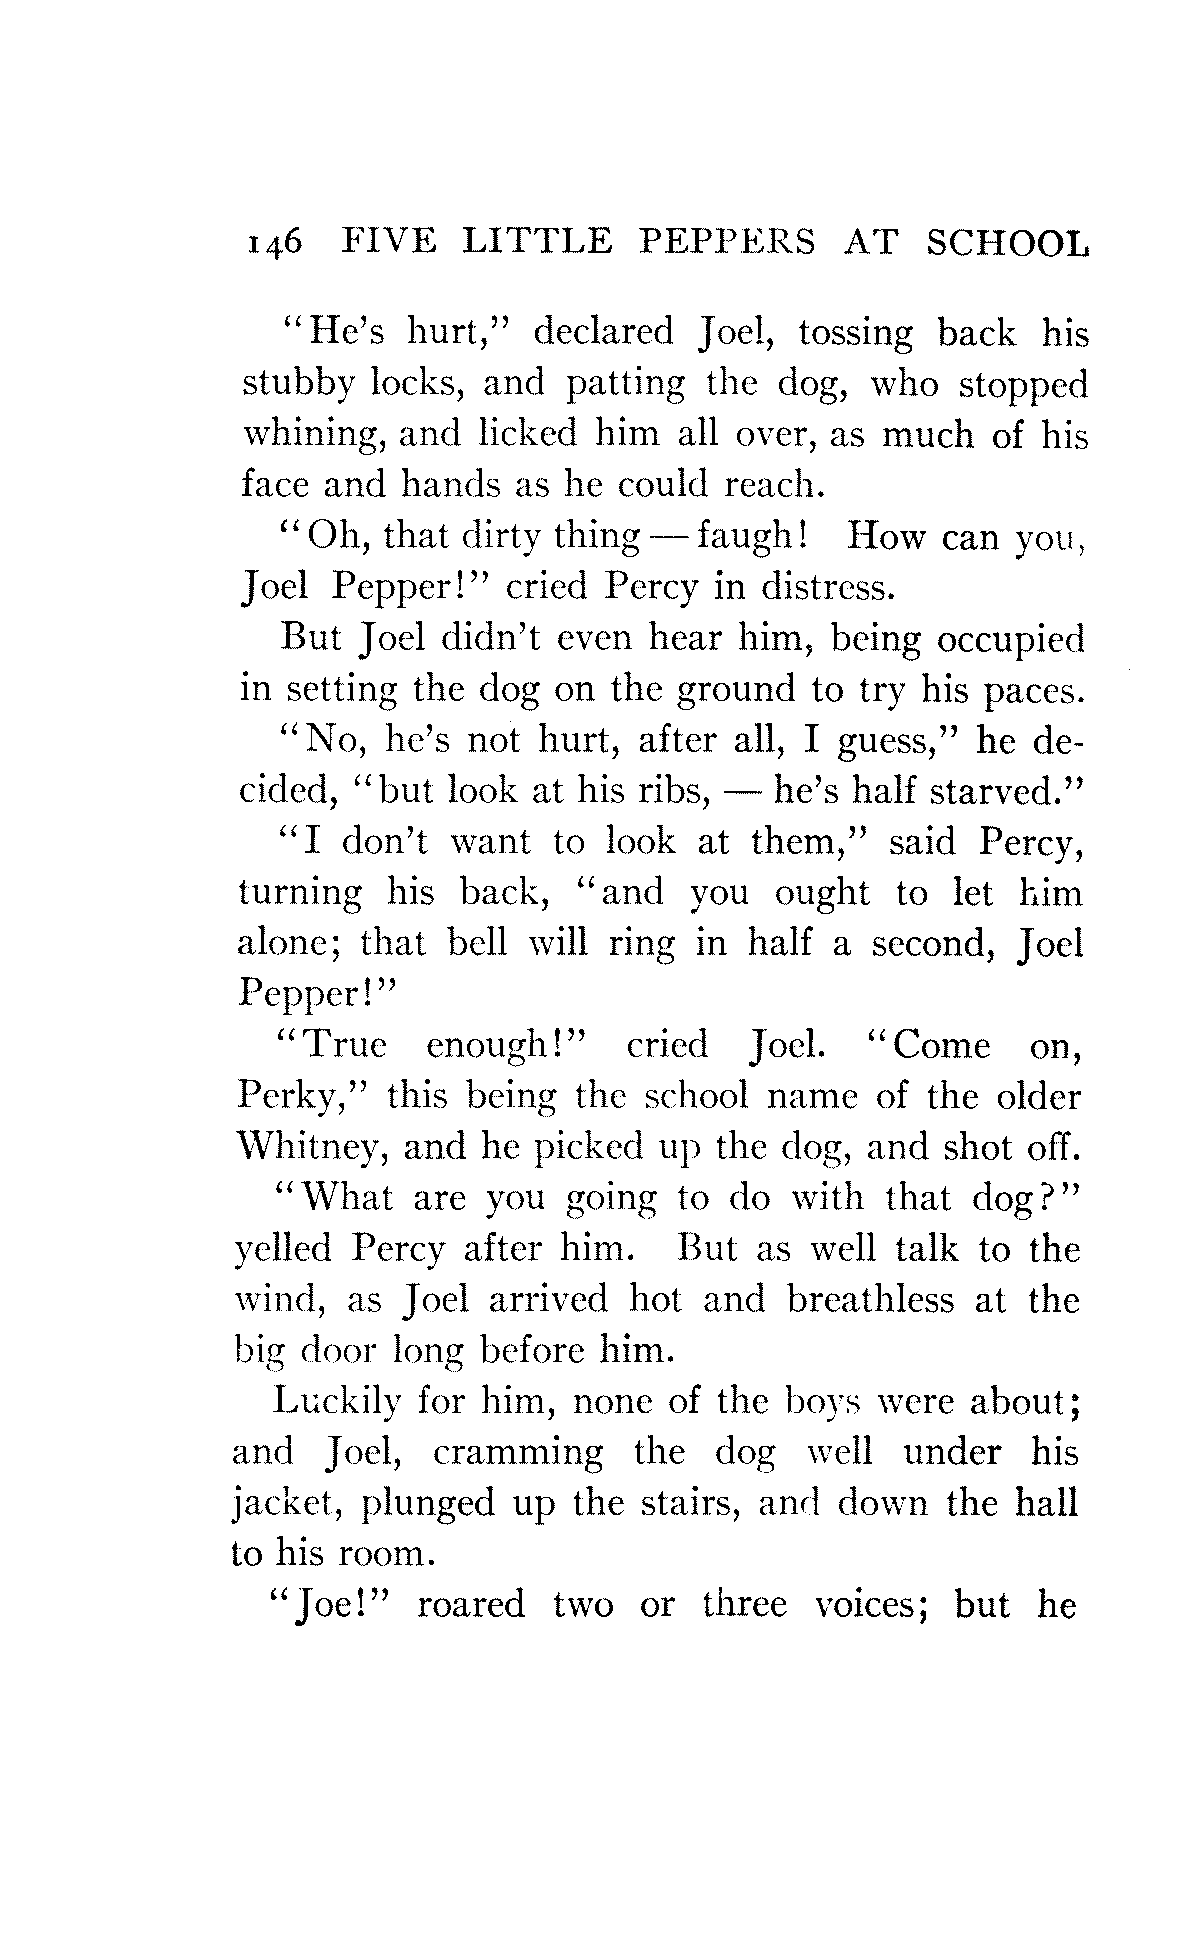 146 FIVE LITTLE PEPPERS AT SCHOOL
"He's hurt," declared Joel, tossing back his
stubby locks, and patting the dog, who stopped
whining, and licked him all over, as much of his
face and hands as he could reach.
"Oh, that dirty thing — faugh! How can you,
Joel Pepper!" cried Percy in distress.
But Joel didn't even hear him, being occupied
in setting the dog on the ground to try his paces.
"No, he's not hurt, after all, I guess," he de-
cided, "but look at his ribs, — he's half starved."
"I don't want to look at them," said Percy,
turning his back, "and you ought to let him
alone; that bell will ring in half a second, Joel
Pepper!"
"True enough!" cried Joel. "Come on,
Perky," this being the school name of the older
Whitney, and he picked up the dog, and shot off.
"What are you going to do with that dog?"
yelled Percy after him. But as well talk to the
wind, as Joel arrived hot and breathless at the
big door long before him.
Luckily for him, none of the boys were about;
and Joel, cramming the dog well under his
jacket, plunged up the stairs, and down the hall
to his room.
"Joe!" roared two or three voices; but he